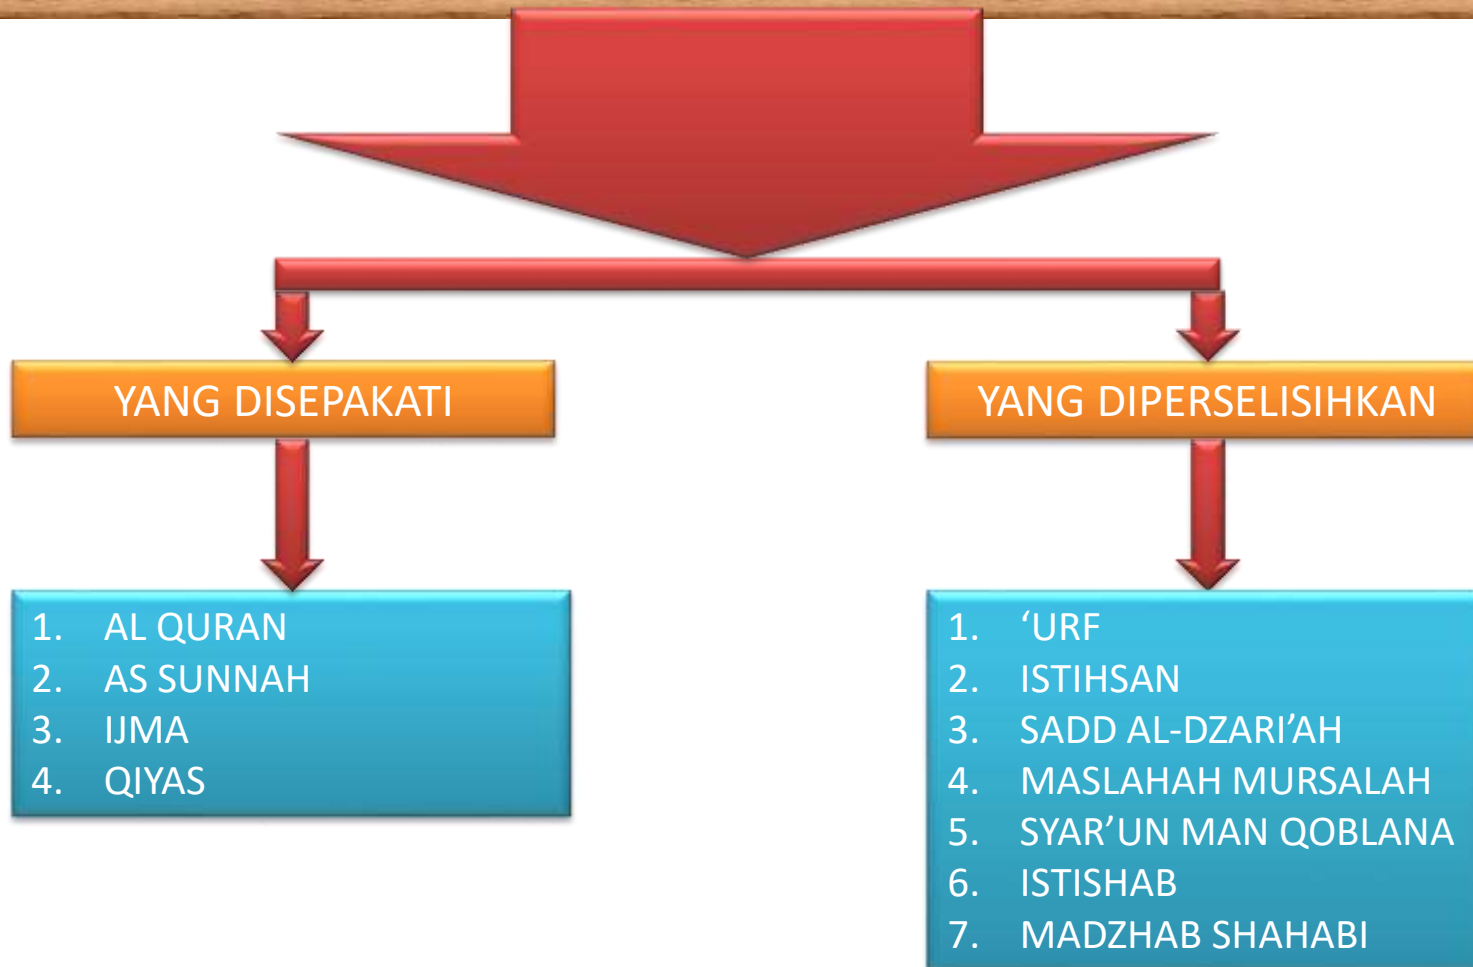 YANG DISEPAKATI
1. AL QURAN
2. AS SUNNAH
3. IJMA
4. QIYAS
YANG DIPERSELISIHKAN
1. ‘URF
2. ISTIHSAN
3. SADD AL-DZARI’AH
4. MASLAHAH MURSALAH
5. SYAR’UN MAN QOBLANA
6. ISTISHAB
7. MADZHAB SHAHABI